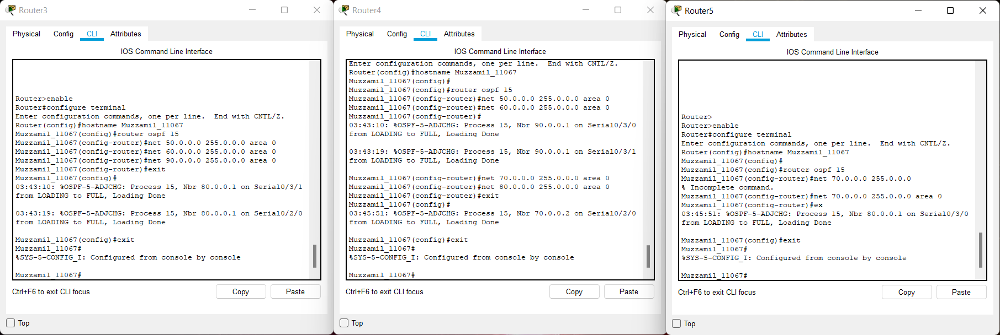 Router3
Physical Config CLI Attributes
IOS Command Line Interface
Router>enable
Router#configure terminal
Enter configuration commands, one per line.  End with CNTL/Z.
Router(config)#hostname Muzzamil_11067
Muzzamil_11067(config)#router ospf 15
Muzzamil_11067(config-router)#net 50.0.0.0 255.0.0.0 area 0
Muzzamil_11067(config-router)#net 60.0.0.0 255.0.0.0 area 0
Muzzamil_11067(config-router)#net 90.0.0.0 255.0.0.0 area 0
Muzzamil_11067(config-router)#exit
Muzzamil_11067(config)#
03:43:10: %OSPF-5-ADJCHG: Process 15, Nbr 80.0.0.1 on Serial0/3/1
from LOADING to FULL, Loading Done
03:43:19: %OSPF-5-ADJCHG: Process 15, Nbr 80.0.0.1 on Serial0/2/0
from LOADING to FULL, Loading Done
Muzzamil_11067(config)#exit
Muzzamil_11067#
%SYS-5-CONFIG_I: Configured from console by console
Muzzamil_11067#
Ctrl+F6 to exit CLI focus
Copy Paste
Top
Router4
Physical Config CLI Attributes
IOS Command Line Interface
Enter configuration commands, one per line.  End with CNTL/Z.
Router(config)#hostname Muzzamil_11067
Muzzamil_11067(config)#
Muzzamil_11067(config)#router ospf 15
Muzzamil_11067(config-router)#net 50.0.0.0 255.0.0.0 area 0
Muzzamil_11067(config-router)#net 60.0.0.0 255.0.0.0 area 0
Muzzamil_11067(config-router)#
03:43:10: %OSPF-5-ADJCHG: Process 15, Nbr 90.0.0.1 on Serial0/3/0
from LOADING to FULL, Loading Done
03:43:19: %OSPF-5-ADJCHG: Process 15, Nbr 90.0.0.1 on Serial0/3/1
from LOADING to FULL, Loading Done
Muzzamil_11067(config-router)#net 70.0.0.0 255.0.0.0 area 0
Muzzamil_11067(config-router)#net 80.0.0.0 255.0.0.0 area 0
Muzzamil_11067(config-router)#exit
Muzzamil_11067(config)#
03:45:51: %OSPF-5-ADJCHG: Process 15, Nbr 70.0.0.2 on Serial0/2/0
from LOADING to FULL, Loading Done
Muzzamil_11067(config)#exit
Muzzamil_11067#
%SYS-5-CONFIG_I: Configured from console by console
Muzzamil_11067#
Ctrl+F6 to exit CLI focus
Copy Paste
Top
Router5
Physical Config CLI Attributes
IOS Command Line Interface
Router>
Router>enable
Router#configure terminal
Enter configuration commands, one per line.  End with CNTL/Z.
Router(config)#hostname Muzzamil_11067
Muzzamil_11067(config)#
Muzzamil_11067(config)#router ospf 15
Muzzamil_11067(config-router)#net 70.0.0.0 255.0.0.0
% Incomplete command.
Muzzamil_11067(config-router)#net 70.0.0.0 255.0.0.0 area 0
Muzzamil_11067(config-router)#ex
03:45:51: %OSPF-5-ADJCHG: Process 15, Nbr 80.0.0.1 on Serial0/3/0
from LOADING to FULL, Loading Done
Muzzamil_11067(config)#exit
Muzzamil_11067#
%SYS-5-CONFIG_I: Configured from console by console
Muzzamil_11067#
Ctrl+F6 to exit CLI focus
Copy Paste
Top